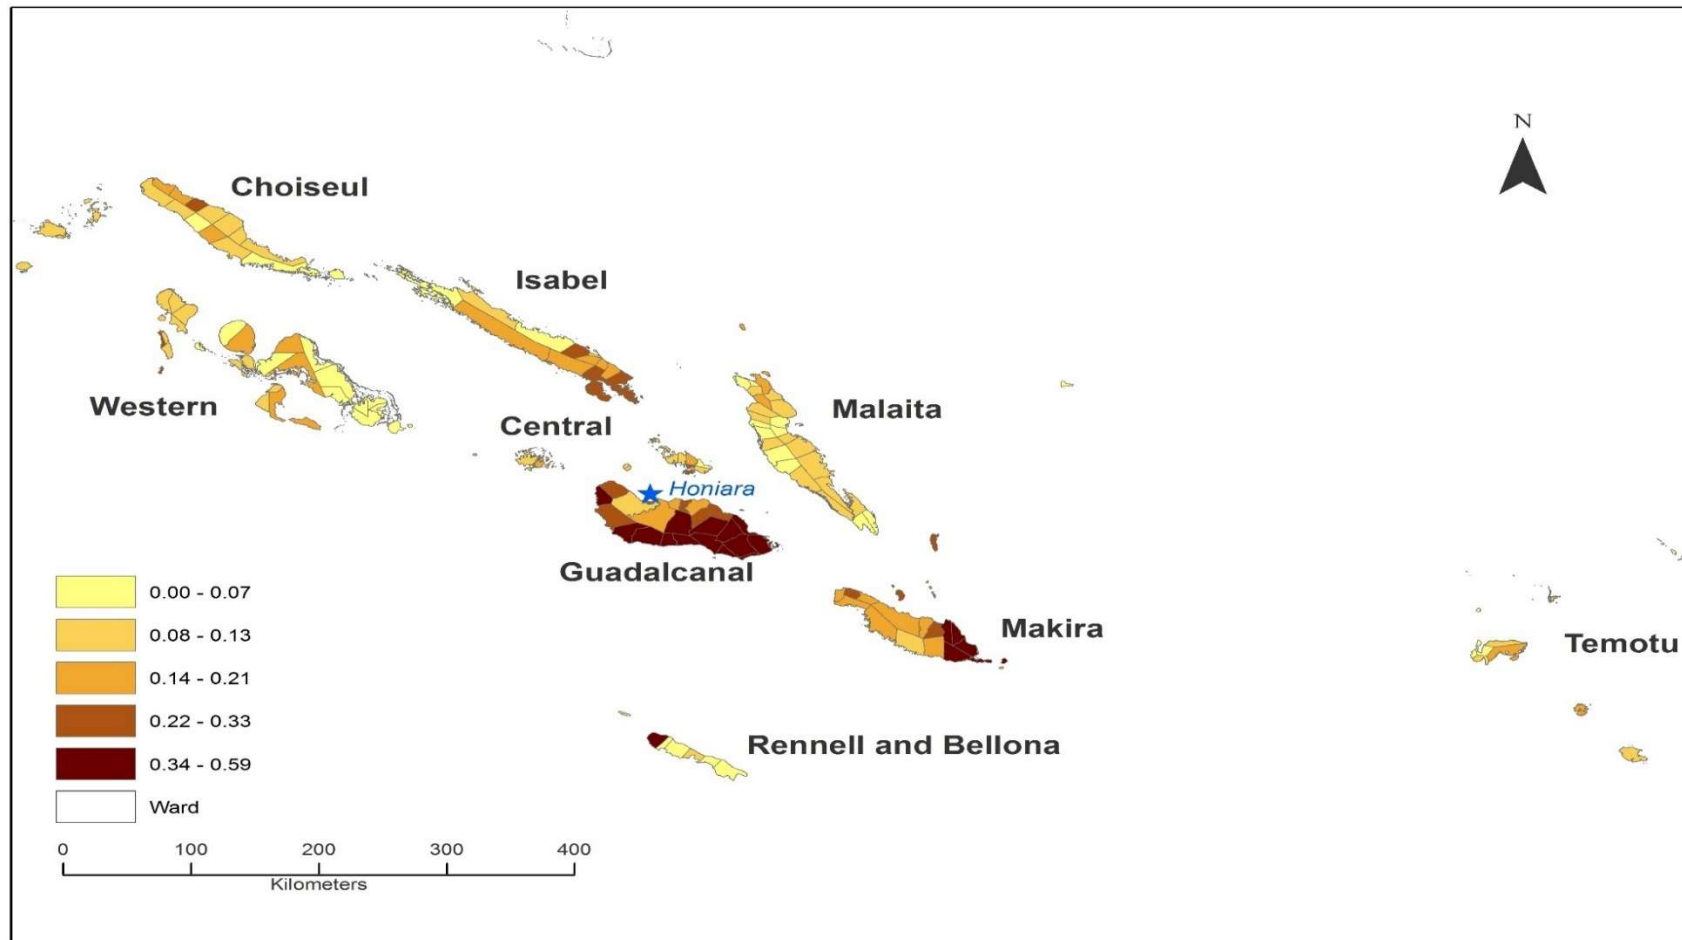 N
Choiseul
Isabel
Western
Malaita
Central
Honiara
Guadalcanal
Makira
Temotu
Rennell and Bellona
0.00 - 0.07
0.08 - 0.13
0.14 - 0.21
0.22 - 0.33
0.34 - 0.59
Ward
0 100 200 300 400
Kilometers